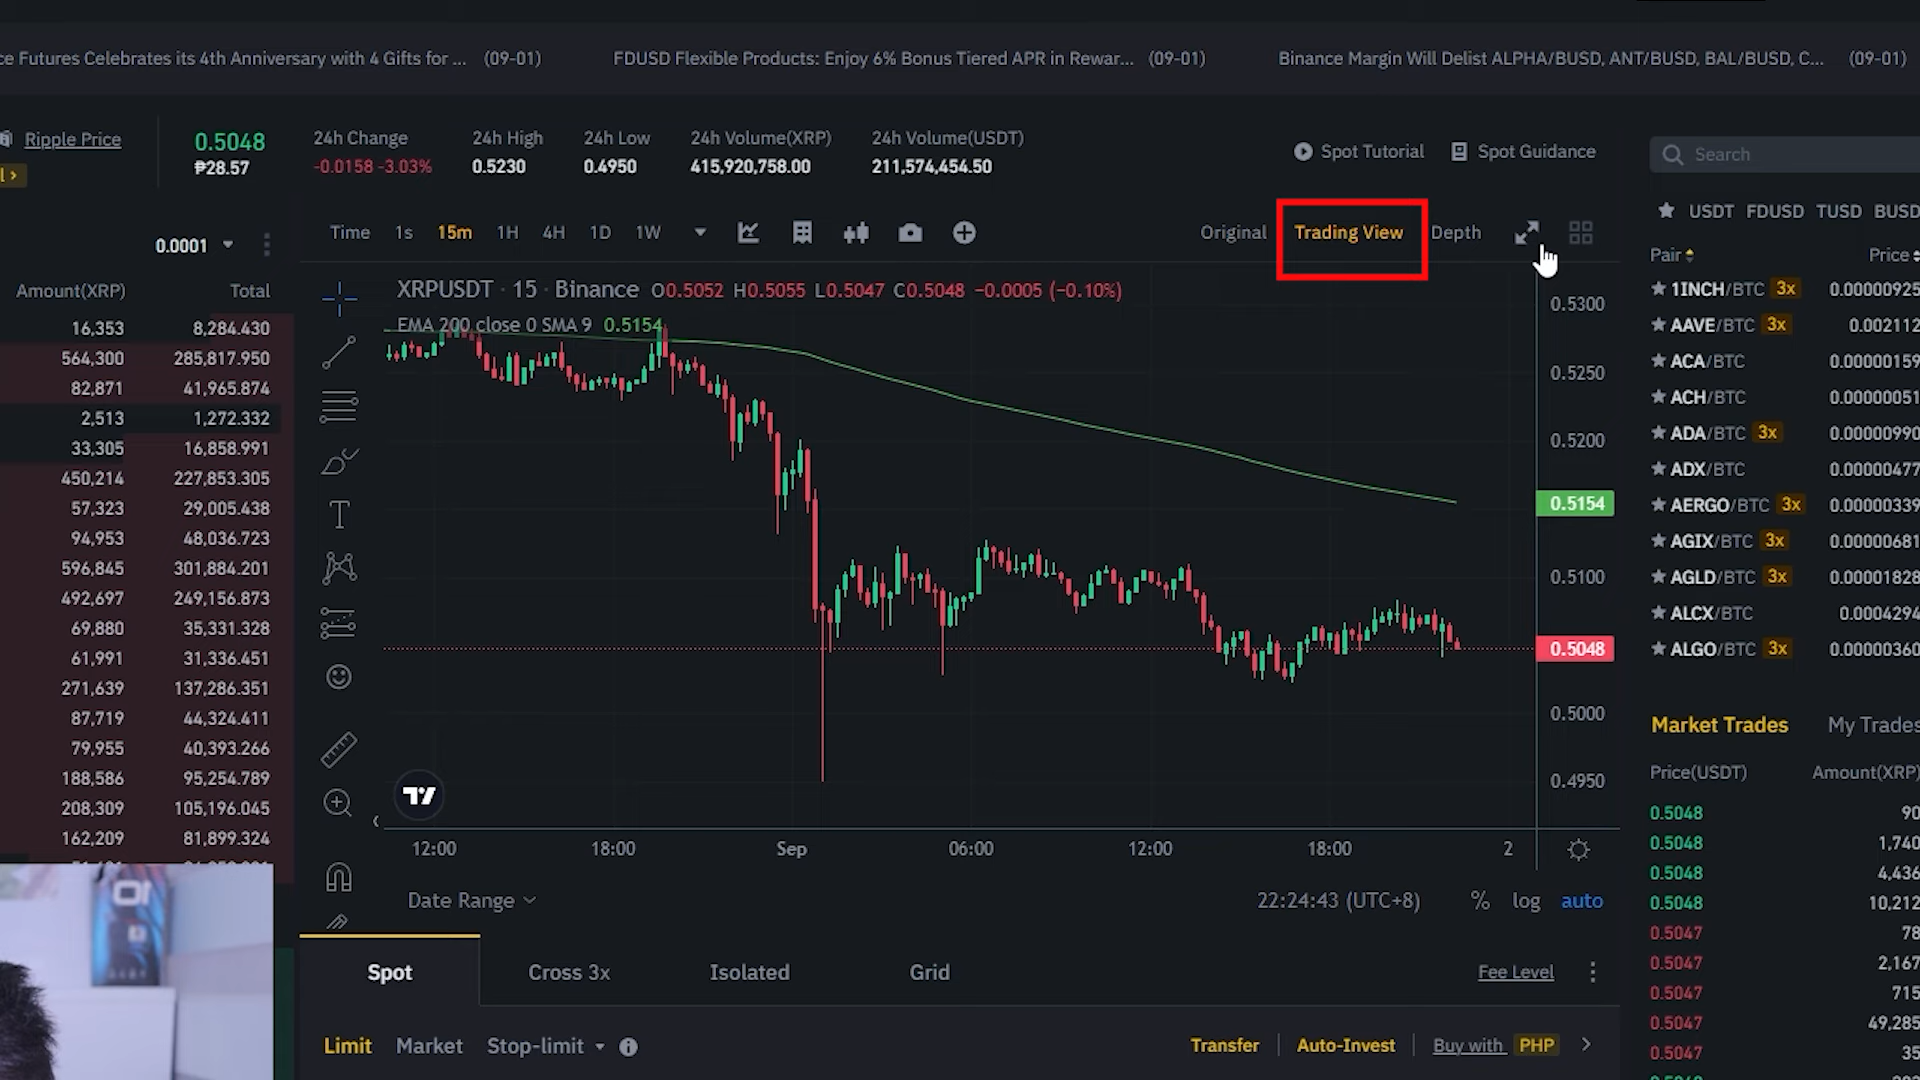 ce Futures Celebrates its 4th Anniversary with 4 Gifts for ... (09-01) FDUSD Flexible Products: Enjoy 6% Bonus Tiered APR in Rewar... (09-01) Binance Margin Will Delist ALPHA/BUSD, ANT/BUSD, BAL/BUSD, C... (09-01)
Ripple Price
0.5048
₱28.57
24h Change
-0.0158 -3.03%
24h High
0.5230
24h Low
0.4950
24h Volume(XRP)
415,920,758.00
24h Volume(USDT)
211,574,454.50
Spot Tutorial Spot Guidance
0.0001
Amount(XRP) Total
16,353 8,284.430
564,300 285,817.950
82,871 41,965.874
2,513 1,272.332
33,305 16,858.991
450,214 227,853.305
57,323 29,005.438
94,953 48,036.723
596,845 301,884.201
492,697 249,156.873
69,880 35,331.328
61,991 31,336.451
271,639 137,286.351
87,719 44,324.411
79,955 40,393.266
188,586 95,254.789
208,309 105,196.045
162,209 81,899.324
Time 1s 15m 1H 4H 1D 1W
Original Trading View Depth
XRPUSDT · 15 · Binance O0.5052 H0.5055 L0.5047 C0.5048 −0.0005 (−0.10%)
EMA 200 close 0 SMA 9 0.5154
0.5300
0.5250
0.5200
0.5154
0.5100
0.5048
0.5000
0.4950
12:00 18:00 Sep 06:00 12:00 18:00 2
Date Range 22:24:43 (UTC+8) % log auto
Spot Cross 3x Isolated Grid Fee Level
Limit Market Stop-limit Transfer Auto-Invest Buy with PHP
Search
USDT FDUSD TUSD BUSD
Pair Price
1INCH/BTC 3x 0.00000925
AAVE/BTC 3x 0.002112
ACA/BTC 0.00000159
ACH/BTC 0.00000051
ADA/BTC 3x 0.00000990
ADX/BTC 0.00000477
AERGO/BTC 3x 0.00000339
AGIX/BTC 3x 0.00000681
AGLD/BTC 3x 0.00001828
ALCX/BTC 0.0004294
ALGO/BTC 3x 0.00000360
Market Trades My Trades
Price(USDT) Amount(XRP)
0.5048 90
0.5048 1,740
0.5048 4,436
0.5048 10,212
0.5047 78
0.5047 2,167
0.5047 715
0.5047 49,285
0.5047 35